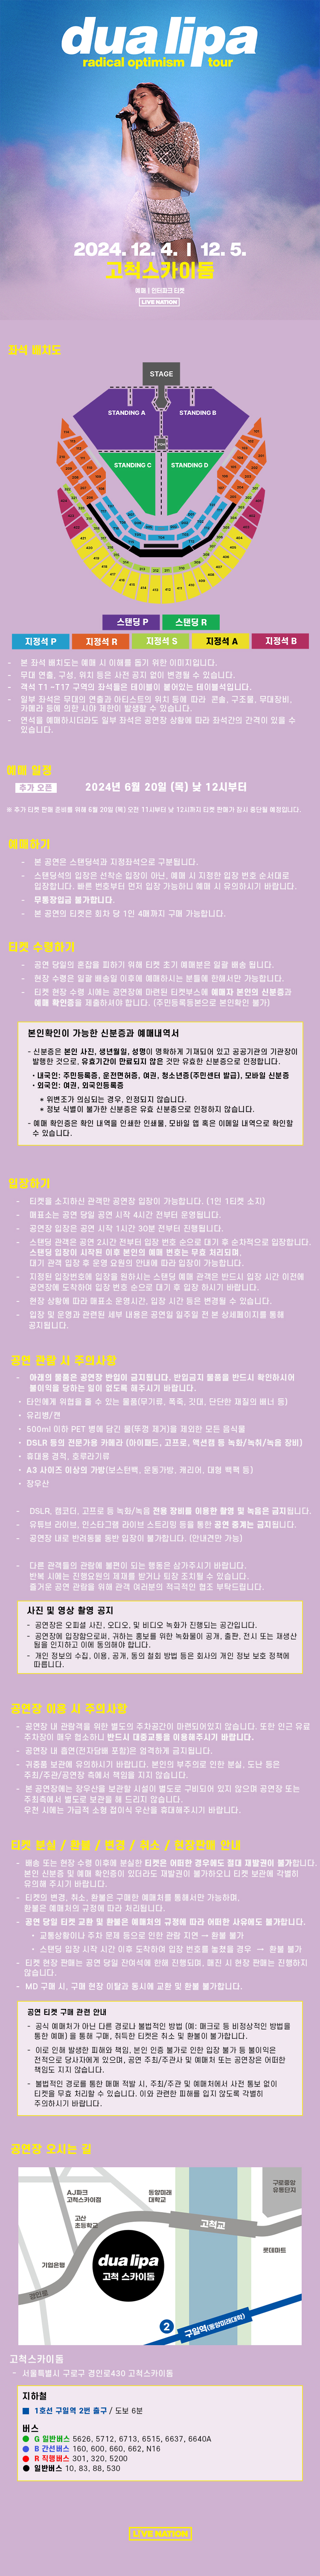 dua lipa
radical optimism tour
2024. 12. 4. | 12. 5.
고척스카이돔
예매 | 인터파크 티켓
LIVE NATION
좌석 배치도
STAGE
STANDING A
STANDING B
STANDING C
STANDING D
스탠딩 P
스탠딩 R
지정석 P
지정석 R
지정석 S
지정석 A
지정석 B
- 본 좌석 배치도는 예매 시 이해를 돕기 위한 이미지입니다.
- 무대 연출, 구성, 위치 등은 사전 공지 없이 변경될 수 있습니다.
- 객석 T1 ~T17 구역의 좌석들은 테이블이 붙어있는 테이블석입니다.
- 일부 좌석은 무대의 연출과 아티스트의 위치 등에 따라 콘솔, 구조물, 무대장비,
카메라 등에 의한 시야 제한이 발생할 수 있습니다.
- 연석을 예매하시더라도 일부 좌석은 공연장 상황에 따라 좌석간의 간격이 있을 수
있습니다.
예매 일정
추가 오픈
2024년 6월 20일 (목) 낮 12시부터
※ 추가 티켓 판매 준비를 위해 6월 20일 (목) 오전 11시부터 낮 12시까지 티켓 판매가 잠시 중단될 예정입니다.
예매하기
- 본 공연은 스탠딩석과 지정좌석으로 구분됩니다.
- 스탠딩석의 입장은 선착순 입장이 아닌, 예매 시 지정한 입장 번호 순서대로
입장합니다. 빠른 번호부터 먼저 입장 가능하니 예매 시 유의하시기 바랍니다.
- 무통장입금 불가합니다.
- 본 공연의 티켓은 회차 당 1인 4매까지 구매 가능합니다.
티켓 수령하기
- 공연 당일의 혼잡을 피하기 위해 티켓 초기 예매분은 일괄 배송 됩니다.
- 현장 수령은 일괄 배송일 이후에 예매하시는 분들에 한해서만 가능합니다.
- 티켓 현장 수령 시에는 공연장에 마련된 티켓부스에 예매자 본인의 신분증과
예매 확인증을 제출하셔야 합니다. (주민등록등본으로 본인확인 불가)
본인확인이 가능한 신분증과 예매내역서
- 신분증은 본인 사진, 생년월일, 성명이 명확하게 기재되어 있고 공공기관의 기관장이
발행한 것으로, 유효기간이 만료되지 않은 것만 유효한 신분증으로 인정합니다.
・내국인: 주민등록증, 운전면허증, 여권, 청소년증(주민센터 발급), 모바일 신분증
・외국인: 여권, 외국인등록증
* 위변조가 의심되는 경우, 인정되지 않습니다.
* 정보 식별이 불가한 신분증은 유효 신분증으로 인정하지 않습니다.
- 예매 확인증은 확인 내역을 인쇄한 인쇄물, 모바일 앱 혹은 이메일 내역으로 확인할
수 있습니다.
입장하기
- 티켓을 소지하신 관객만 공연장 입장이 가능합니다. (1인 1티켓 소지)
- 매표소는 공연 당일 공연 시작 4시간 전부터 운영됩니다.
- 공연장 입장은 공연 시작 1시간 30분 전부터 진행됩니다.
- 스탠딩 관객은 공연 2시간 전부터 입장 번호 순으로 대기 후 순차적으로 입장합니다.
스탠딩 입장이 시작된 이후 본인의 예매 번호는 무효 처리되며,
대기 관객 입장 후 운영 요원의 안내에 따라 입장이 가능합니다.
- 지정된 입장번호에 입장을 원하시는 스탠딩 예매 관객은 반드시 입장 시간 이전에
공연장에 도착하여 입장 번호 순으로 대기 후 입장 하시기 바랍니다.
- 현장 상황에 따라 매표소 운영시간, 입장 시간 등은 변경될 수 있습니다.
- 입장 및 운영과 관련된 세부 내용은 공연일 일주일 전 본 상세페이지를 통해
공지됩니다.
공연 관람 시 주의사항
- 아래의 물품은 공연장 반입이 금지됩니다. 반입금지 물품을 반드시 확인하시어
불이익을 당하는 일이 없도록 해주시기 바랍니다.
・타인에게 위협을 줄 수 있는 물품(무기류, 폭죽, 깃대, 단단한 재질의 배너 등)
・유리병/캔
・500ml 이하 PET 병에 담긴 물(뚜껑 제거)을 제외한 모든 음식물
・DSLR 등의 전문가용 카메라 (아이패드, 고프로, 액션캠 등 녹화/녹취/녹음 장비)
・휴대용 경적, 호루라기류
・A3 사이즈 이상의 가방(보스턴백, 운동가방, 캐리어, 대형 백팩 등)
・장우산
- DSLR, 캠코더, 고프로 등 녹화/녹음 전용 장비를 이용한 촬영 및 녹음은 금지됩니다.
- 유튜브 라이브, 인스타그램 라이브 스트리밍 등을 통한 공연 중계는 금지됩니다.
- 공연장 내로 반려동물 동반 입장이 불가합니다. (안내견만 가능)
- 다른 관객들의 관람에 불편이 되는 행동은 삼가주시기 바랍니다.
반복 시에는 진행요원의 제재를 받거나 퇴장 조치될 수 있습니다.
즐거운 공연 관람을 위해 관객 여러분의 적극적인 협조 부탁드립니다.
사진 및 영상 촬영 공지
- 공연장은 오피셜 사진, 오디오, 및 비디오 녹화가 진행되는 공간입니다.
- 공연장에 입장함으로써, 귀하는 홍보를 위한 녹화물이 공개, 출판, 전시 또는 재생산
됨을 인지하고 이에 동의해야 합니다.
- 개인 정보의 수집, 이용, 공개, 동의 철회 방법 등은 회사의 개인 정보 보호 정책에
따릅니다.
공연장 이용 시 주의사항
- 공연장 내 관람객을 위한 별도의 주차공간이 마련되어있지 않습니다. 또한 인근 유료
주차장이 매우 협소하니 반드시 대중교통을 이용해주시기 바랍니다.
- 공연장 내 흡연(전자담배 포함)은 엄격하게 금지됩니다.
- 귀중품 보관에 유의하시기 바랍니다. 본인의 부주의로 인한 분실, 도난 등은
주최/주관/공연장 측에서 책임을 지지 않습니다.
- 본 공연장에는 장우산을 보관할 시설이 별도로 구비되어 있지 않으며 공연장 또는
주최측에서 별도로 보관을 해 드리지 않습니다.
우천 시에는 가급적 소형 접이식 우산을 휴대해주시기 바랍니다.
티켓 분실 / 환불 / 변경 / 취소 / 현장판매 안내
- 배송 또는 현장 수령 이후에 분실한 티켓은 어떠한 경우에도 절대 재발권이 불가합니다.
본인 신분증 및 예매 확인증이 있더라도 재발권이 불가하오니 티켓 보관에 각별히
유의해 주시기 바랍니다.
- 티켓의 변경, 취소, 환불은 구매한 예매처를 통해서만 가능하며,
환불은 예매처의 규정에 따라 처리됩니다.
- 공연 당일 티켓 교환 및 환불은 예매처의 규정에 따라 어떠한 사유에도 불가합니다.
• 교통상황이나 주차 문제 등으로 인한 관람 지연 → 환불 불가
• 스탠딩 입장 시작 시간 이후 도착하여 입장 번호를 놓쳤을 경우 → 환불 불가
- 티켓 현장 판매는 공연 당일 잔여석에 한해 진행되며, 매진 시 현장 판매는 진행하지
않습니다.
- MD 구매 시, 구매 현장 이탈과 동시에 교환 및 환불 불가합니다.
공연 티켓 구매 관련 안내
- 공식 예매처가 아닌 다른 경로나 불법적인 방법 (예: 매크로 등 비정상적인 방법을
통한 예매) 을 통해 구매, 취득한 티켓은 취소 및 환불이 불가합니다.
- 이로 인해 발생한 피해와 책임, 본인 인증 불가로 인한 입장 불가 등 불이익은
전적으로 당사자에게 있으며, 공연 주최/주관사 및 예매처 또는 공연장은 어떠한
책임도 지지 않습니다.
- 불법적인 경로를 통한 매매 적발 시, 주최/주관 및 예매처에서 사전 통보 없이
티켓을 무효 처리할 수 있습니다. 이와 관련한 피해를 입지 않도록 각별히
주의하시기 바랍니다.
공연장 오시는 길
AJ파크
고척스카이점
동양미래
대학교
구로중앙
유통단지
고산
초등학교
고척교
기업은행
dua lipa
고척 스카이돔
롯데마트
경인로
2
구일역(동양미래대학)
고척스카이돔
- 서울특별시 구로구 경인로430 고척스카이돔
지하철
1호선 구일역 2번 출구 / 도보 6분
버스
G 일반버스 5626, 5712, 6713, 6515, 6637, 6640A
B 간선버스 160, 600, 660, 662, N16
R 직행버스 301, 320, 5200
일반버스 10, 83, 88, 530
LIVE NATION